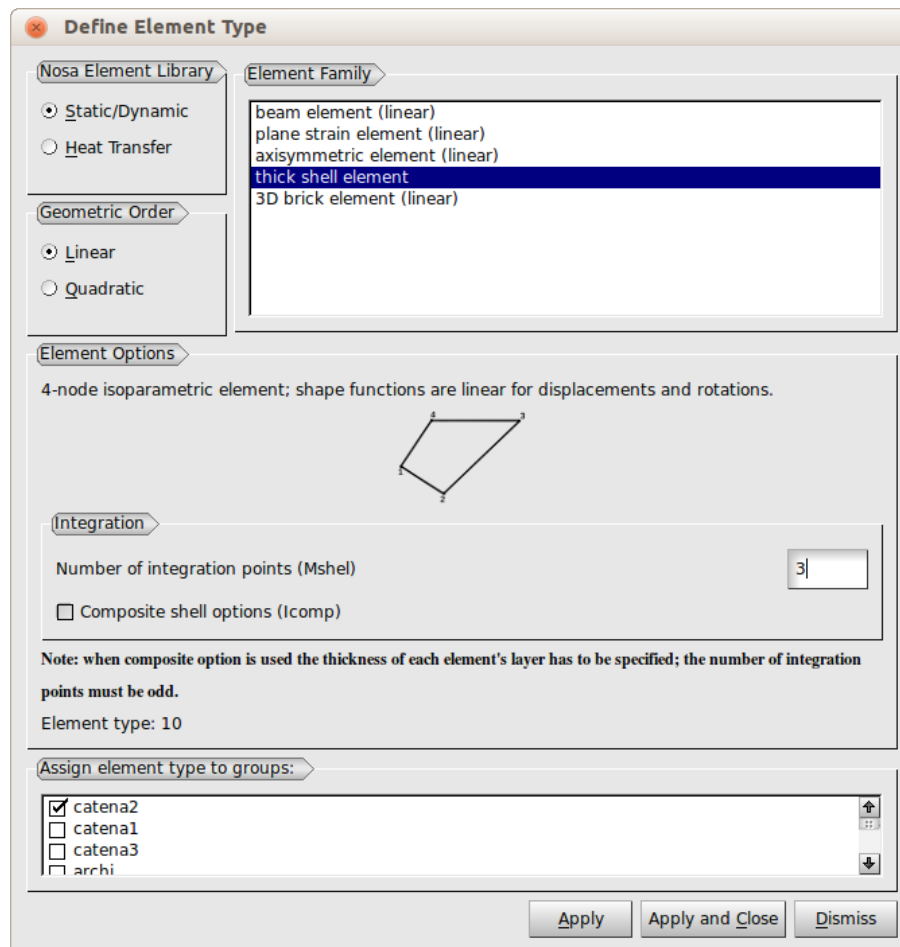 Define Element Type
Nosa Element Library
Static/Dynamic
Heat Transfer
Element Family
beam element (linear)
plane strain element (linear)
axisymmetric element (linear)
thick shell element
3D brick element (linear)
Geometric Order
Linear
Quadratic
Element Options
4-node isoparametric element; shape functions are linear for displacements and rotations.
4
3
1
2
Integration
Number of integration points (Mshel)
3
Composite shell options (Icomp)
Note: when composite option is used the thickness of each element's layer has to be specified; the number of integration
points must be odd.
Element type: 10
Assign element type to groups:
catena2
catena1
catena3
archi
Apply
Apply and Close
Dismiss